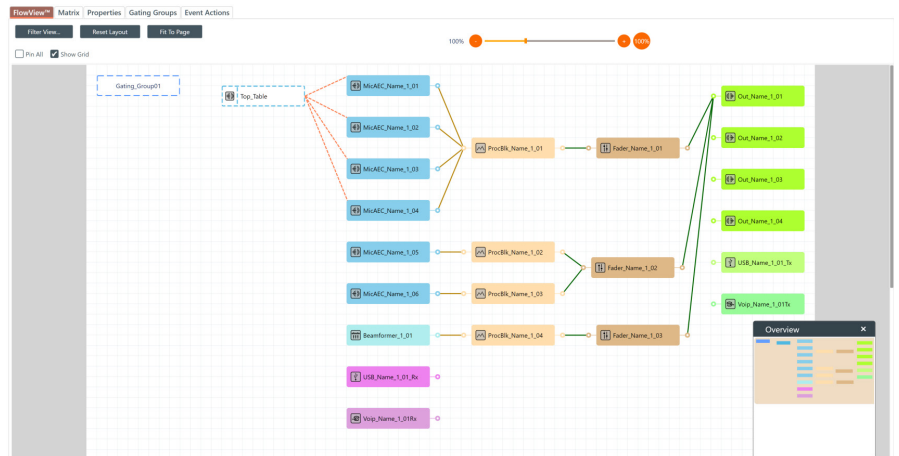 FlowView™ Matrix Properties Gating Groups Event Actions
Filter View... Reset Layout Fit To Page
100% - + 100%
Pin All Show Grid
Gating_Group01
Top_Table
MicAEC_Name_1_01
MicAEC_Name_1_02
MicAEC_Name_1_03
MicAEC_Name_1_04
MicAEC_Name_1_05
MicAEC_Name_1_06
Beamformer_1_01
USB_Name_1_01_Rx
Voip_Name_1_01Rx
ProcBlk_Name_1_01
ProcBlk_Name_1_02
ProcBlk_Name_1_03
ProcBlk_Name_1_04
Fader_Name_1_01
Fader_Name_1_02
Fader_Name_1_03
Out_Name_1_01
Out_Name_1_02
Out_Name_1_03
Out_Name_1_04
USB_Name_1_01_Tx
Voip_Name_1_01Tx
Overview ×